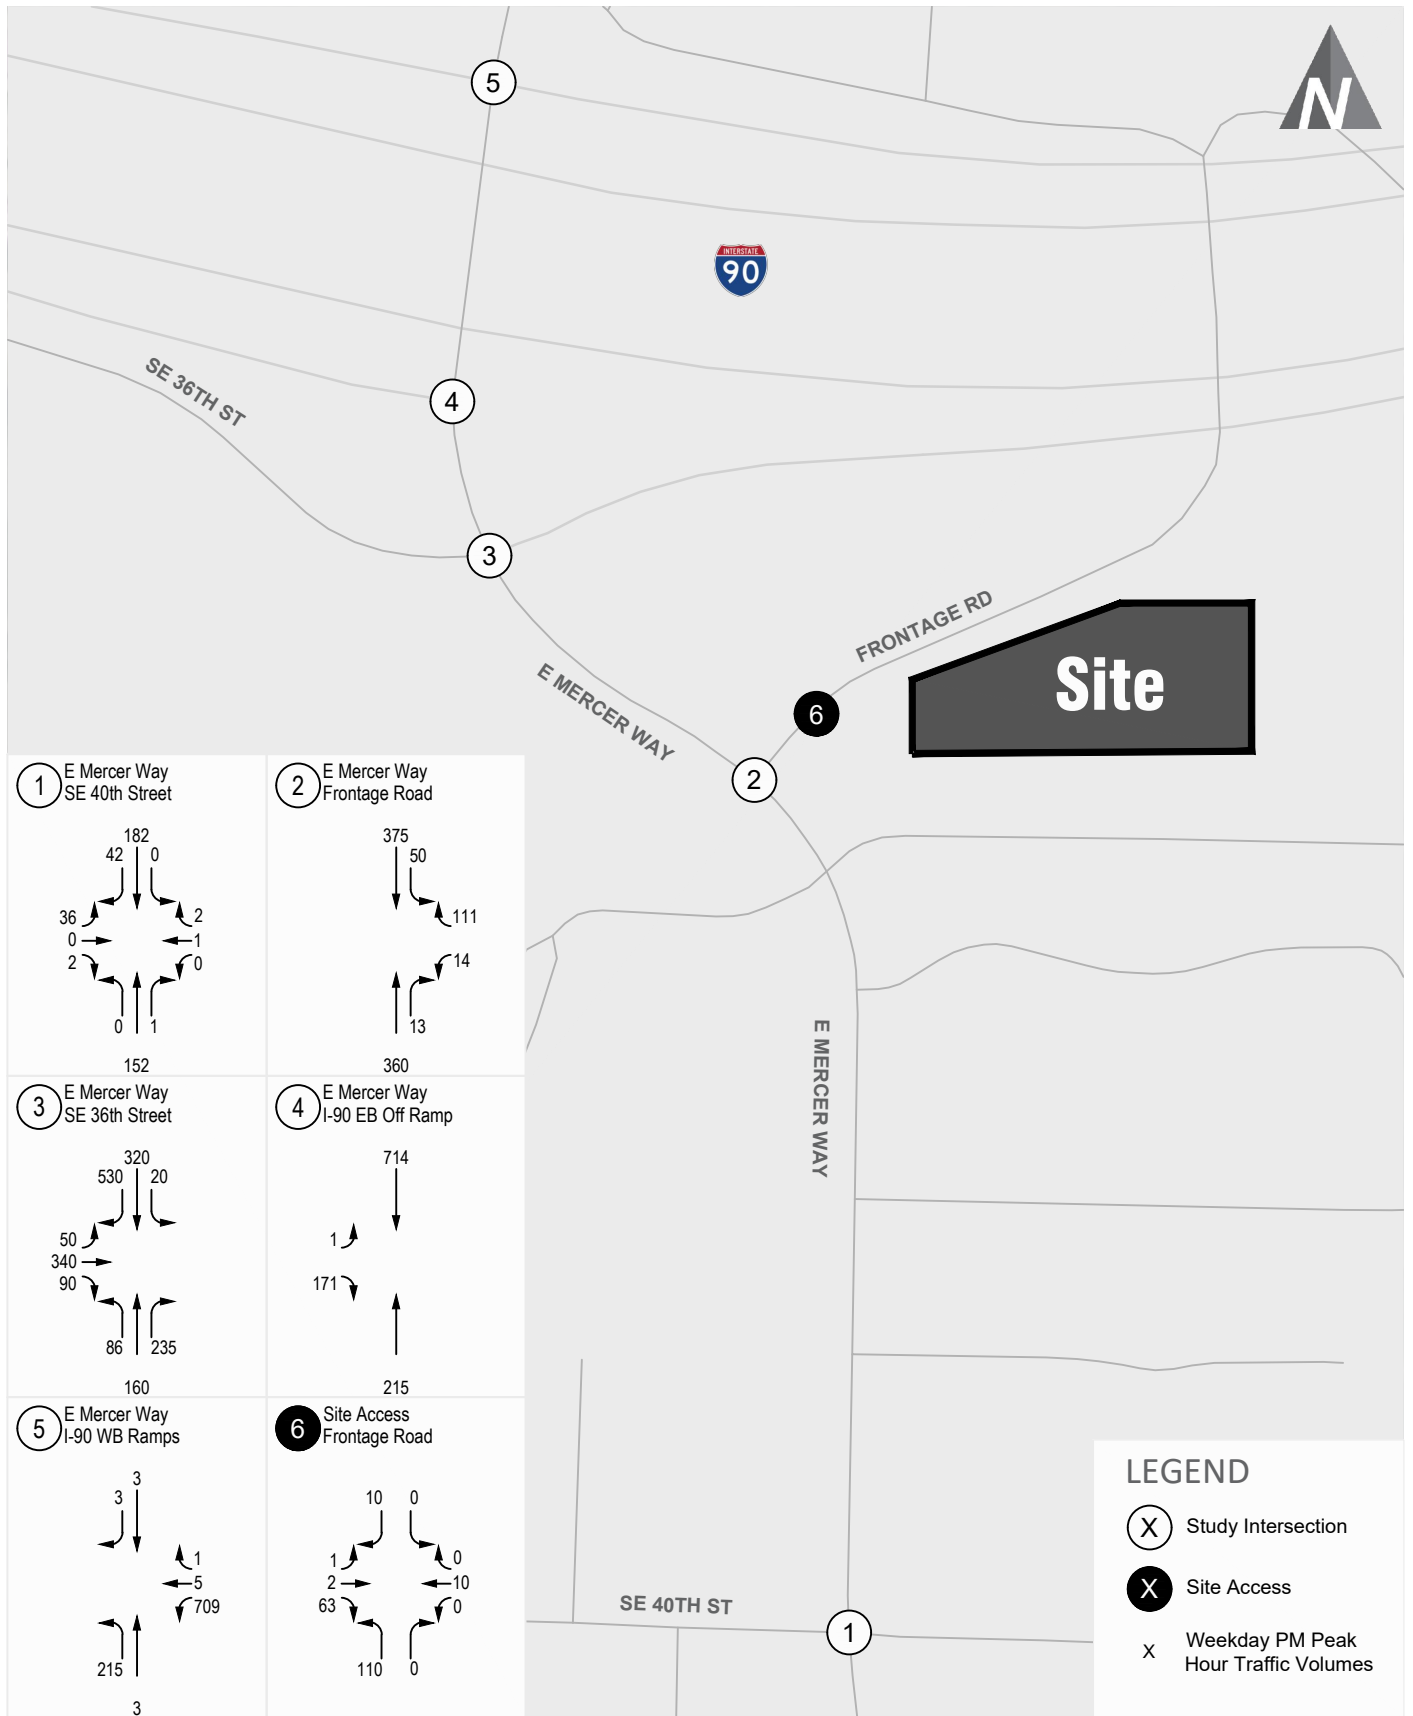 5
N
INTERSTATE
90
SE 36TH ST
4
3
FRONTAGE RD
Site
E MERCER WAY
6
2
1 E Mercer Way
SE 40th Street
182
42 0
36 2
0 1
2 0
0 1
152
2 E Mercer Way
Frontage Road
375
50
111
14
13
360
E MERCER WAY
3 E Mercer Way
SE 36th Street
320
530 20
50
340
90
86 235
160
4 E Mercer Way
I-90 EB Off Ramp
714
1
171
215
5 E Mercer Way
I-90 WB Ramps
3
3
1
5
709
215
3
6 Site Access
Frontage Road
10 0
1 0
2 10
63 0
110 0
SE 40TH ST
1
LEGEND
X Study Intersection
X Site Access
X Weekday PM Peak
Hour Traffic Volumes